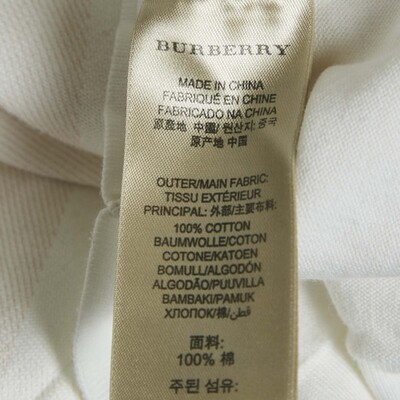 BURBERRY
MADE IN CHINA
FABRIQUÉ EN CHINE
FABRICADO NA CHINA
原産地 中國/ 원산지: 중국
原产地 中国
OUTER/MAIN FABRIC:
TISSU EXTÉRIEUR
PRINCIPAL: 外部/主要布料:
100% COTTON
BAUMWOLLE/COTON
COTONE/KATOEN
BOMULL/ALGODÓN
ALGODÃO/PUUVILLA
BAMBAKI/PAMUK
ХЛОПОК/棉/قطن
面料:
100% 棉
주된 섬유: